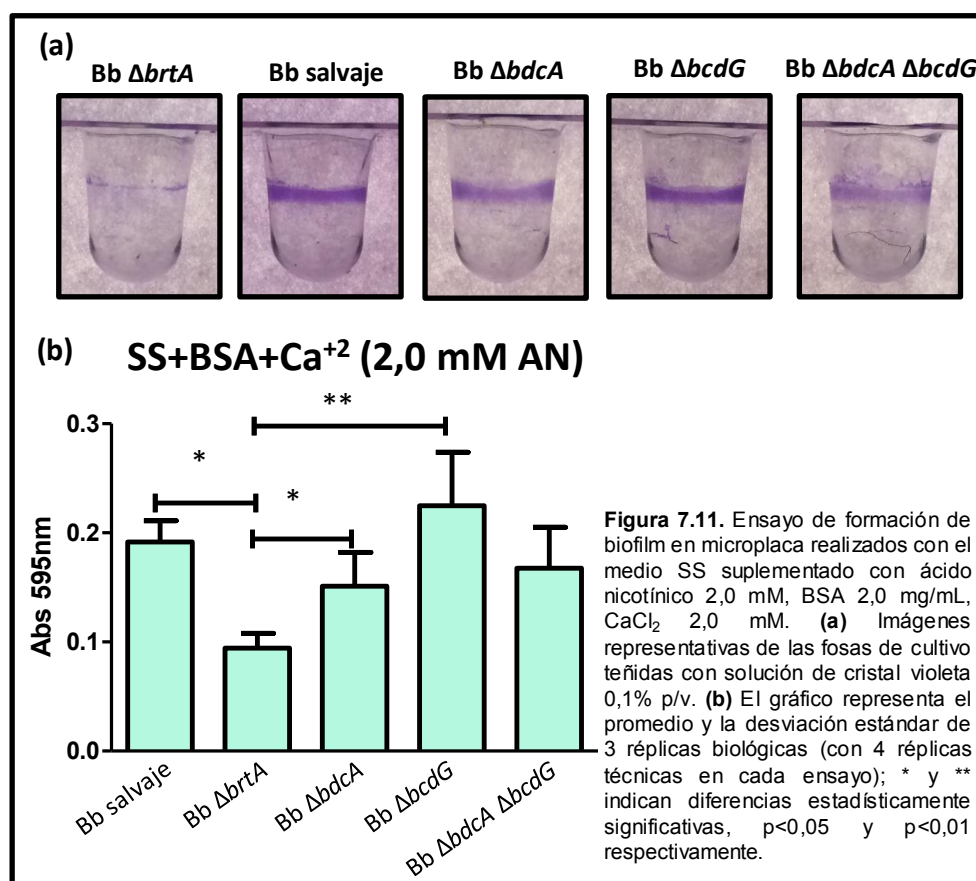 (a)
Bb ΔbrtA
Bb salvaje
Bb ΔbdcA
Bb ΔbcdG
Bb ΔbdcA ΔbcdG
(b) SS+BSA+Ca⁺² (2,0 mM AN)
Abs 595nm
0.3
0.2
0.1
0.0
*
*
**
Bb salvaje
Bb ΔbrtA
Bb ΔbdcA
Bb ΔbcdG
Bb ΔbdcA ΔbcdG
Figura 7.11. Ensayo de formación de
biofilm en microplaca realizados con el
medio SS suplementado con ácido
nicotínico 2,0 mM, BSA 2,0 mg/mL,
CaCl₂ 2,0 mM. (a) Imágenes
representativas de las fosas de cultivo
teñidas con solución de cristal violeta
0,1% p/v. (b) El gráfico representa el
promedio y la desviación estándar de
3 réplicas biológicas (con 4 réplicas
técnicas en cada ensayo); * y **
indican diferencias estadísticamente
significativas, p<0,05 y p<0,01
respectivamente.